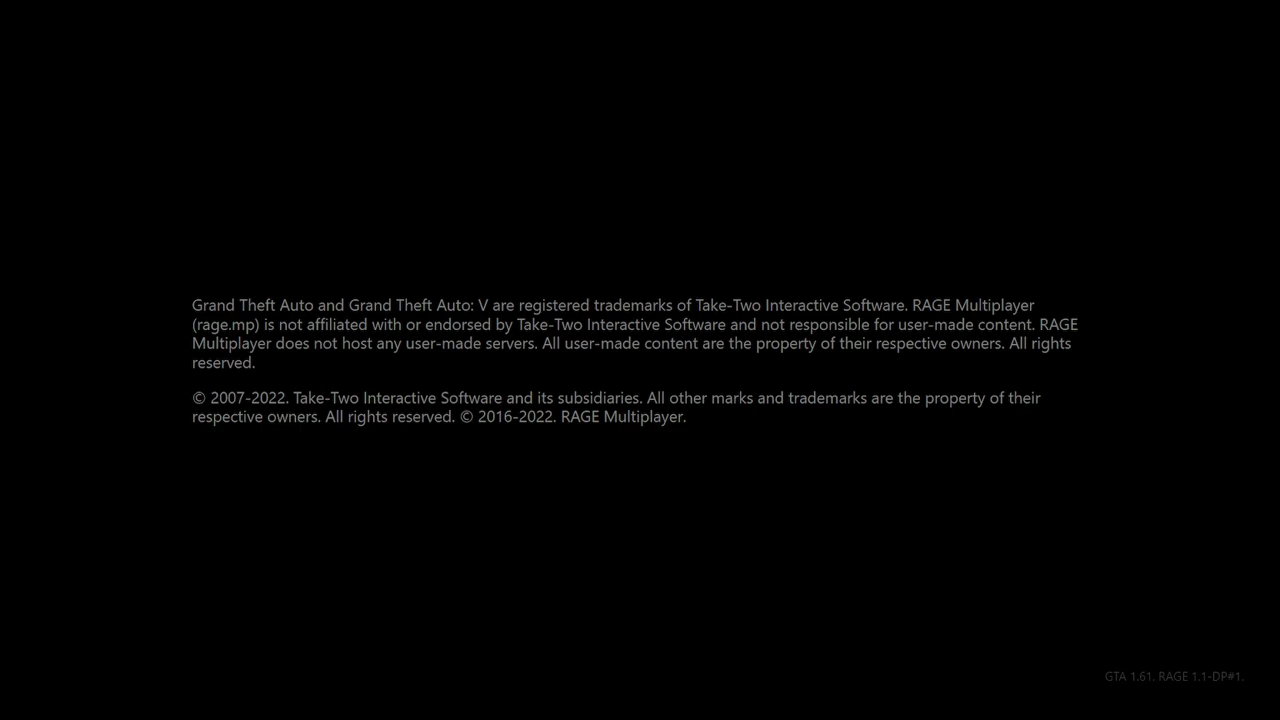 Grand Theft Auto and Grand Theft Auto: V are registered trademarks of Take-Two Interactive Software. RAGE Multiplayer
(rage.mp) is not affiliated with or endorsed by Take-Two Interactive Software and not responsible for user-made content. RAGE
Multiplayer does not host any user-made servers. All user-made content are the property of their respective owners. All rights
reserved.
© 2007-2022. Take-Two Interactive Software and its subsidiaries. All other marks and trademarks are the property of their
respective owners. All rights reserved. © 2016-2022. RAGE Multiplayer.
GTA 1.61. RAGE 1.1-DP#1.